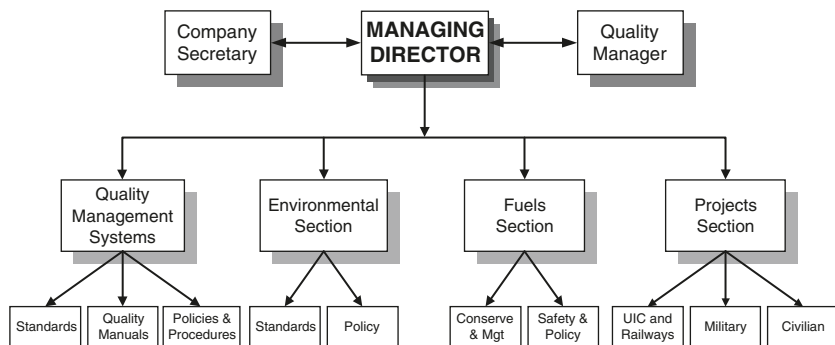 Company
Secretary
MANAGING
DIRECTOR
Quality
Manager
Quality
Management
Systems
Environmental
Section
Fuels
Section
Projects
Section
Standards
Quality
Manuals
Policies &
Procedures
Standards
Policy
Conserve
& Mgt
Safety &
Policy
UIC and
Railways
Military
Civilian